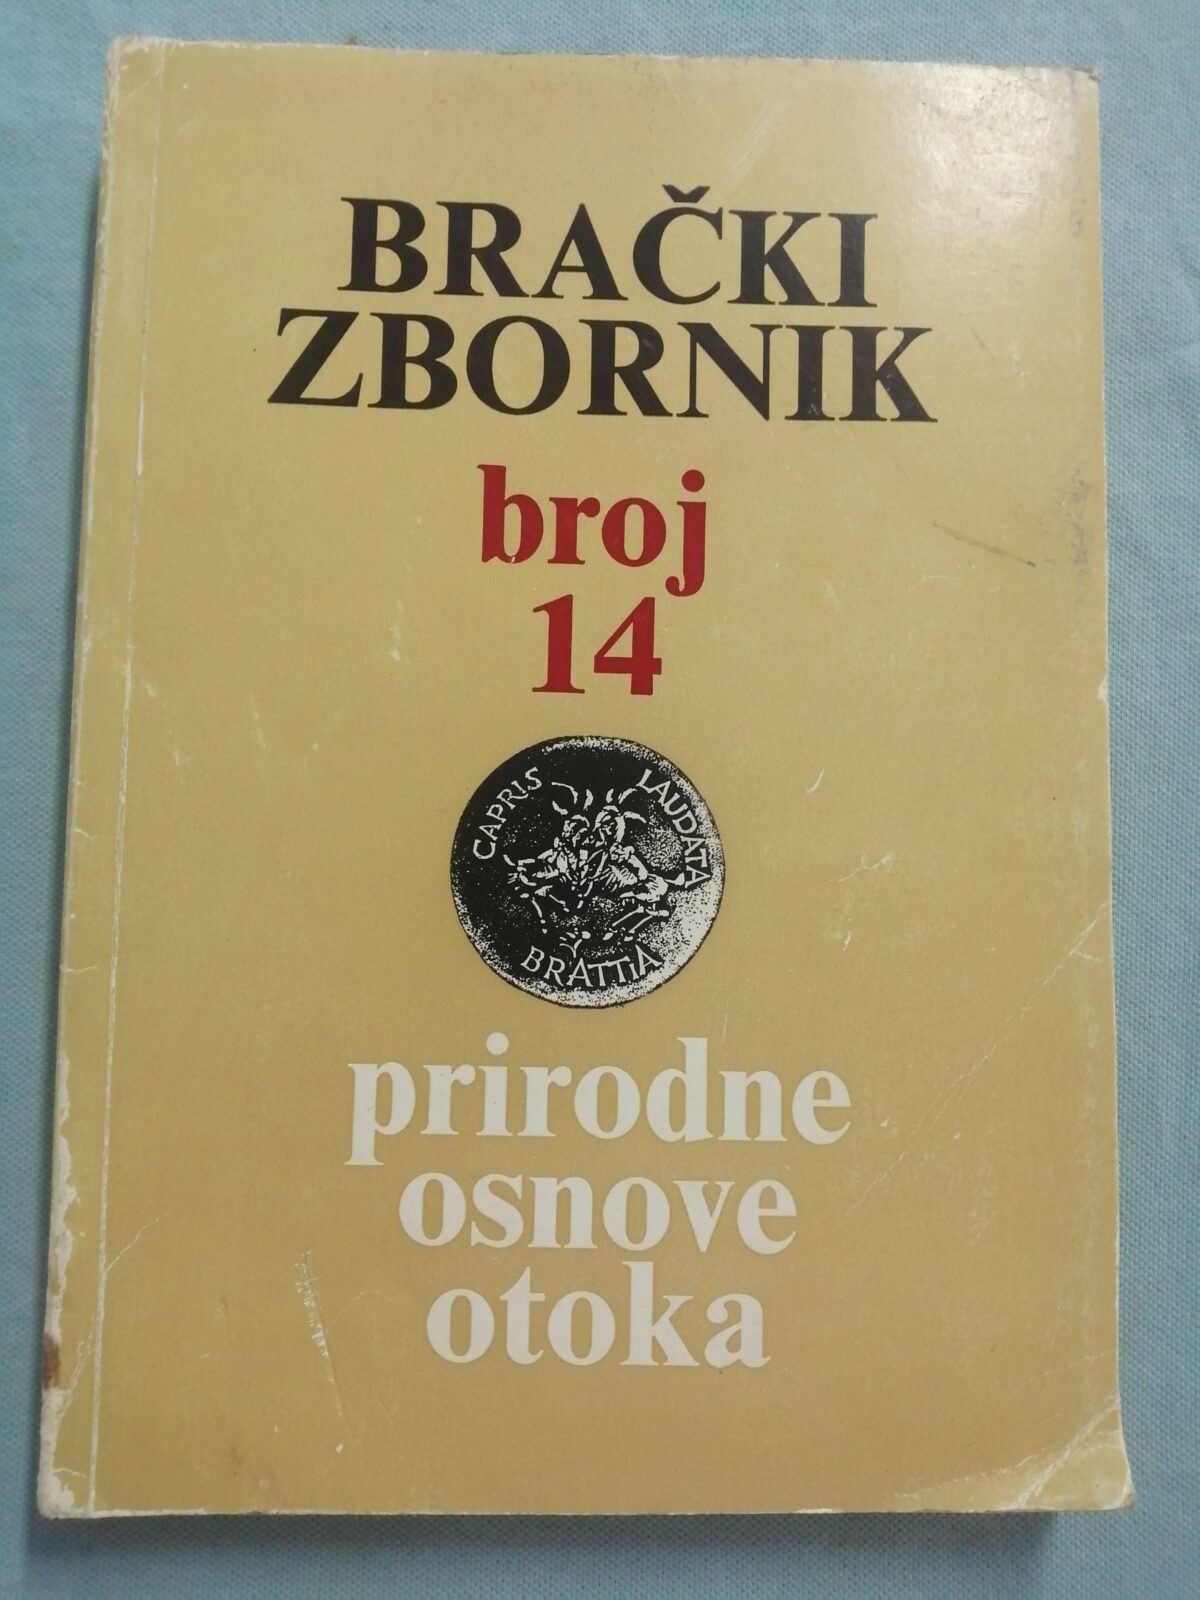 BRAČKI
ZBORNIK
broj
14
CAPRIS LAUDATA
BRATTIA
prirodne
osnove
otoka